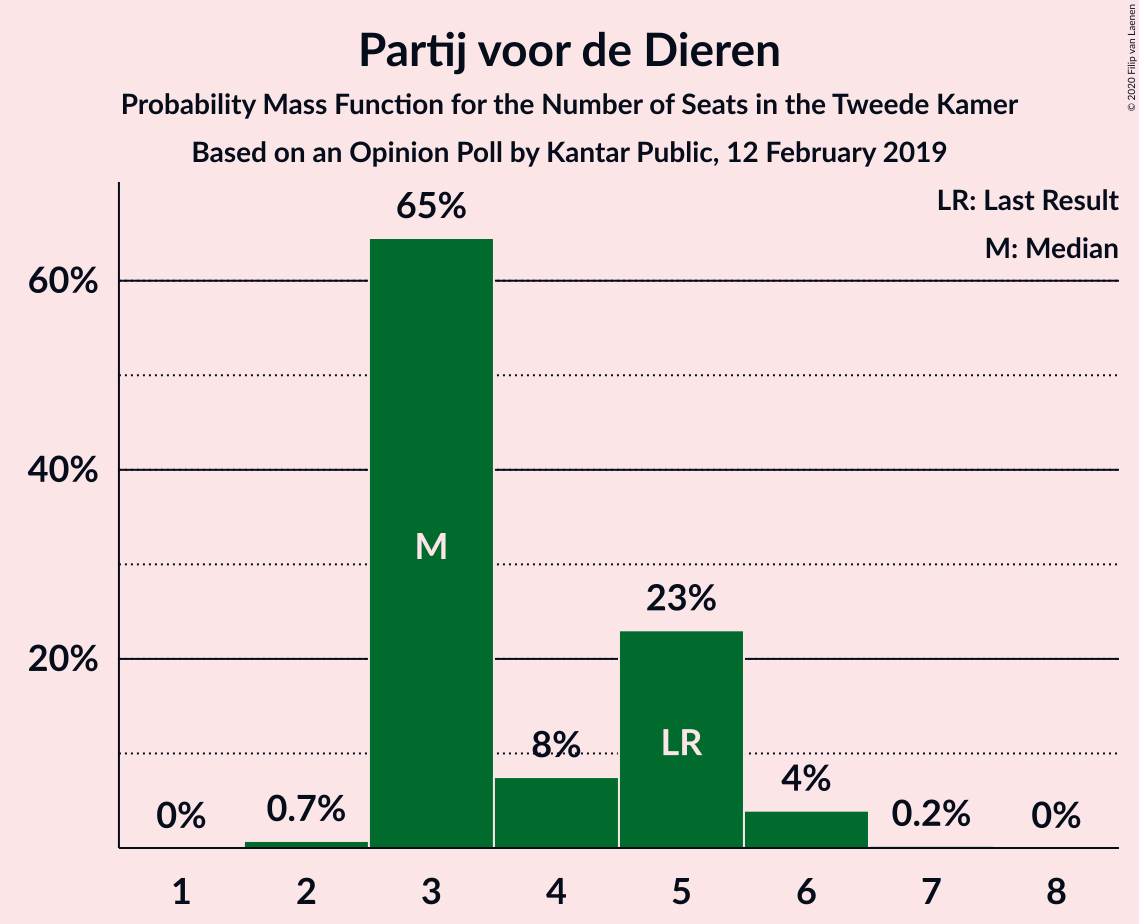 Partij voor de Dieren
Probability Mass Function for the Number of Seats in the Tweede Kamer
Based on an Opinion Poll by Kantar Public, 12 February 2019
© 2020 Filip van Laenen
LR: Last Result
M: Median
60%
40%
20%
0%
0.7%
65%
8%
23%
4%
0.2%
0%
M
LR
1 2 3 4 5 6 7 8